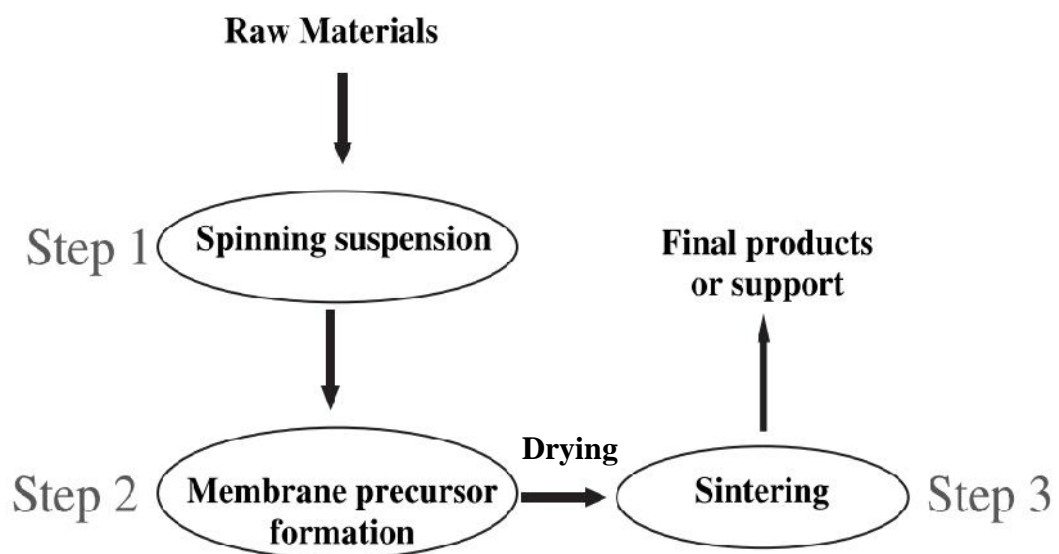 Raw Materials
Step 1
Spinning suspension
Step 2
Membrane precursor
formation
Drying
Sintering
Step 3
Final products
or support